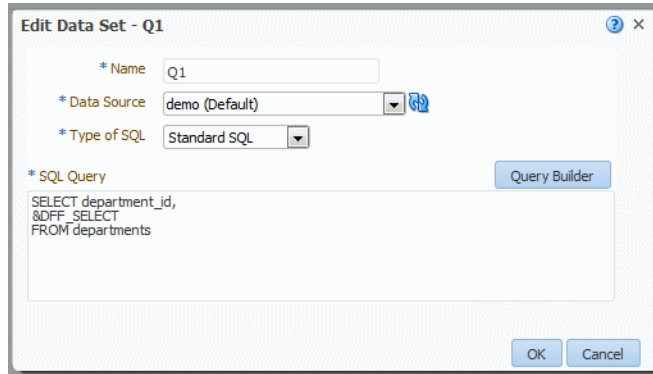 Edit Data Set - Q1
* Name Q1
* Data Source demo (Default)
* Type of SQL Standard SQL
* SQL Query Query Builder
SELECT department_id,
&DFF_SELECT
FROM departments
OK Cancel